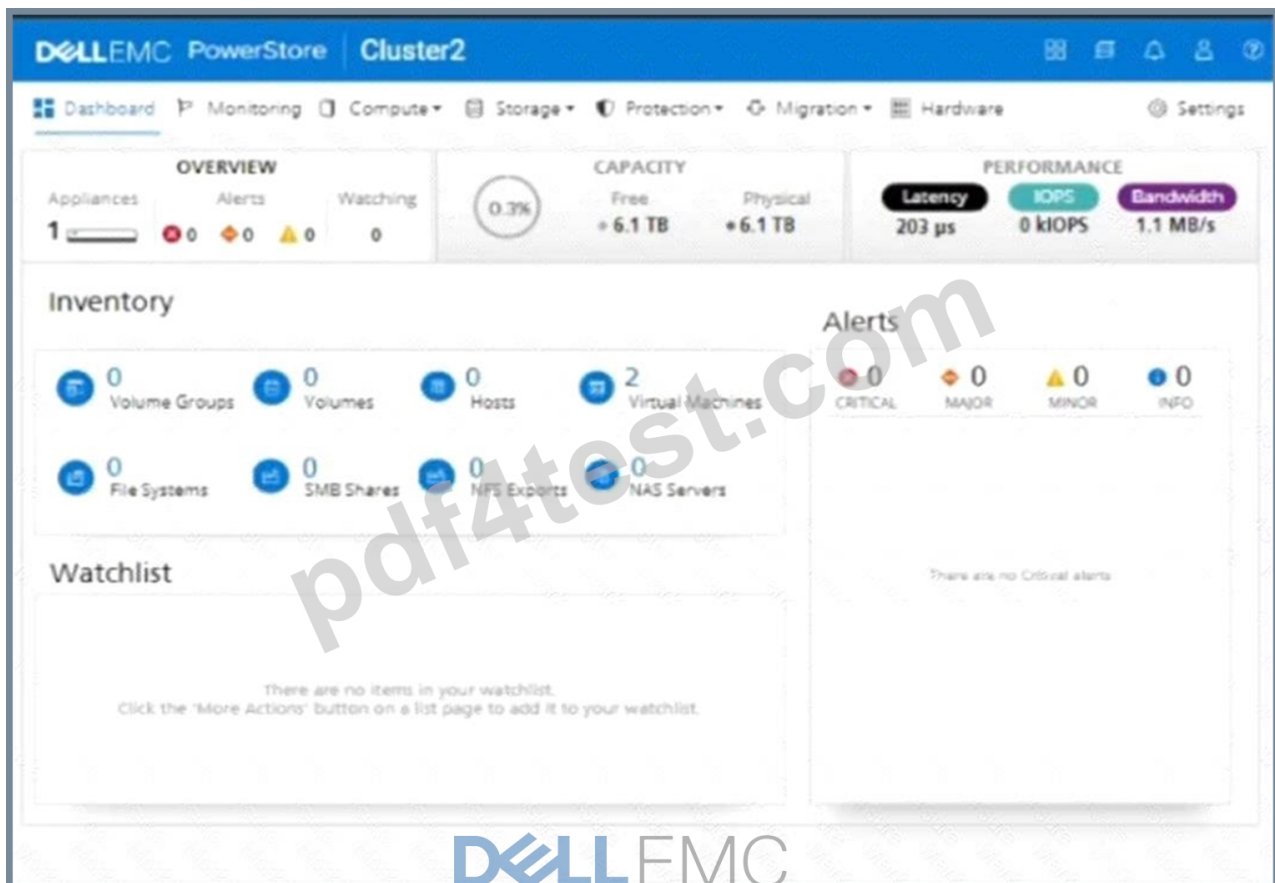 DELLEMC PowerStore Cluster2
Dashboard Monitoring Compute Storage Protection Migration Hardware Settings
OVERVIEW CAPACITY PERFORMANCE
Appliances Alerts Watching Free Physical Latency IOPS Bandwidth
1 0 0 0 0 0.3% 6.1 TB 6.1 TB 203 µs 0 kIOPS 1.1 MB/s
Inventory
Alerts
0 Volume Groups 0 Volumes 0 Hosts 2 Virtual Machines
0 CRITICAL 0 MAJOR 0 MINOR 0 INFO
0 File Systems 0 SMB Shares 0 NFS Exports 0 NAS Servers
pdf4test.com
Watchlist
There are no Critical alerts
There are no items in your watchlist.
Click the 'More Actions' button on a list page to add it to your watchlist.
DELLEMC